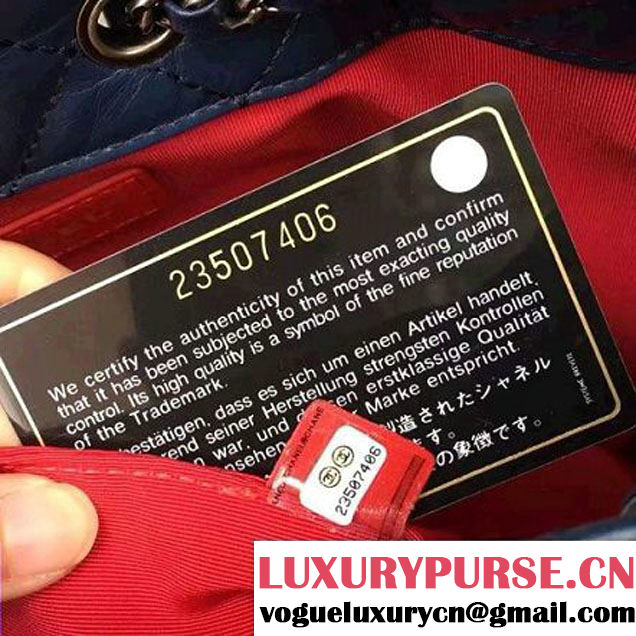 23507406
We certify the authenticity of this item and confirm
that it has been subjected to the most exacting quality
control. Its high quality is a symbol of the fine reputation
of the Trademark.
bestätigen, dass es sich um einen Artikel handelt,
rend seiner Herstellung strengsten Kontrollen
en war, und erstklassige Qualität
Marke entspricht.
造されたシャネル
す。
の象徴です。
23507406
LUXURYPURSE.CN
vogueluxurycn@gmail.com